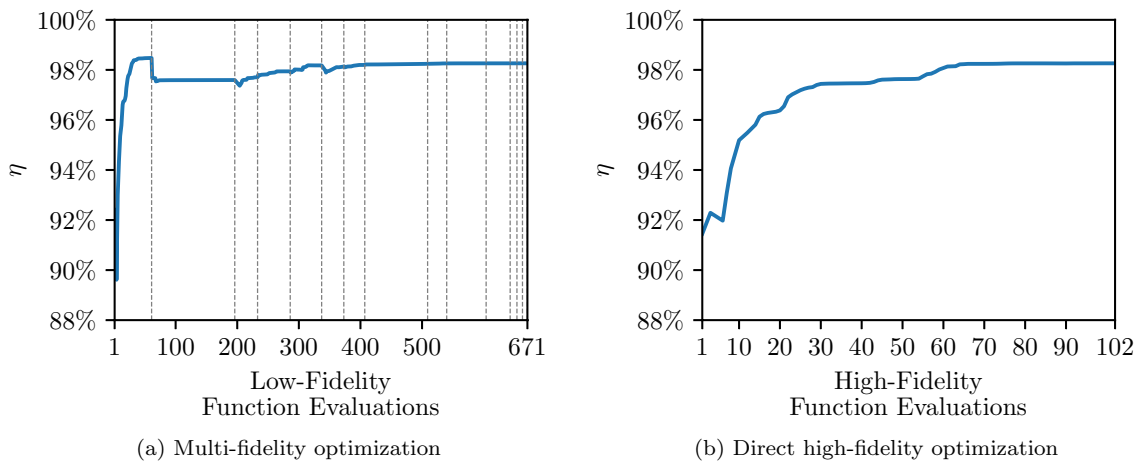 100%
98%
96%
94%
92%
90%
88%
η
1 100 200 300 400 500 671
Low-Fidelity
Function Evaluations
(a) Multi-fidelity optimization
100%
98%
96%
94%
92%
90%
88%
η
1 10 20 30 40 50 60 70 80 90 102
High-Fidelity
Function Evaluations
(b) Direct high-fidelity optimization